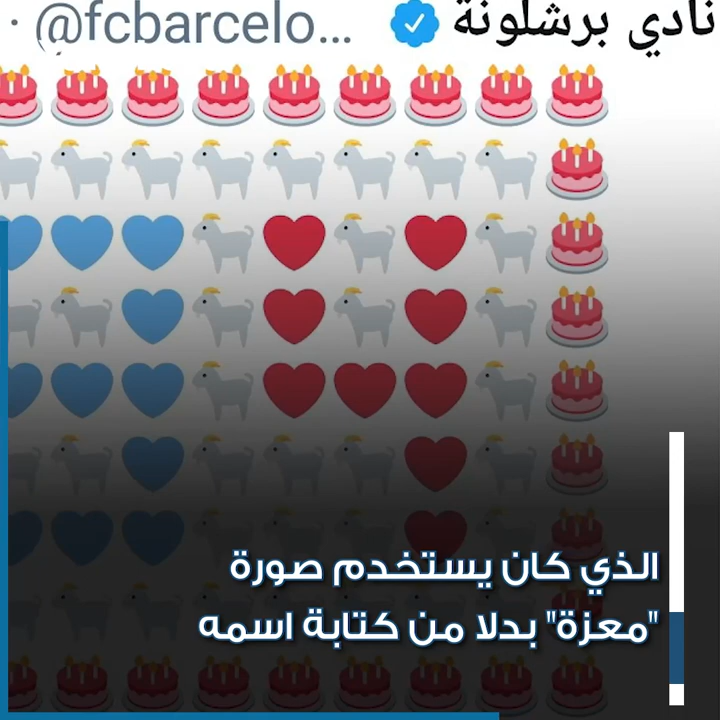 نادي برشلونة @fcbarcelo... ·
الذي كان يستخدم صورة
"معزة" بدلا من كتابة اسمه